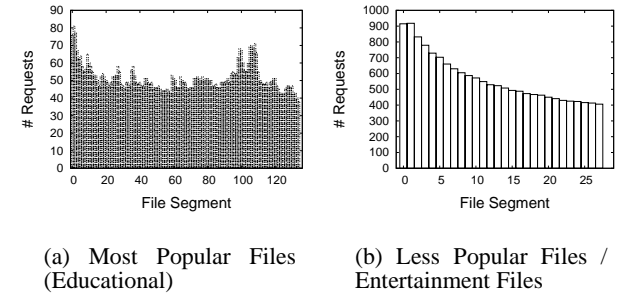 # Requests
90
80
70
60
50
40
30
20
10
0
0 20 40 60 80 100 120
File Segment
(a) Most Popular Files
(Educational)
# Requests
1000
900
800
700
600
500
400
300
200
100
0
0 5 10 15 20 25
File Segment
(b) Less Popular Files /
Entertainment Files